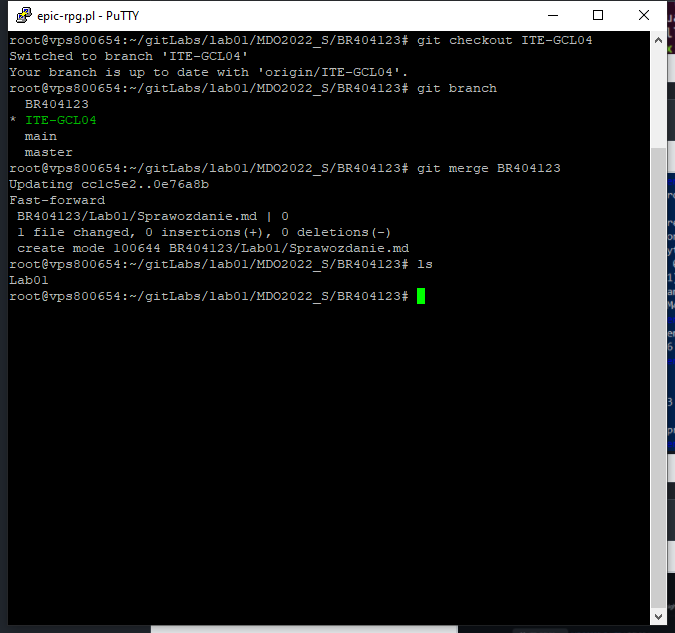 epic-rpg.pl - PuTTY
root@vps800654:~/gitLabs/lab01/MDO2022_S/BR404123# git checkout ITE-GCL04
Switched to branch 'ITE-GCL04'
Your branch is up to date with 'origin/ITE-GCL04'.
root@vps800654:~/gitLabs/lab01/MDO2022_S/BR404123# git branch
  BR404123
* ITE-GCL04
  main
  master
root@vps800654:~/gitLabs/lab01/MDO2022_S/BR404123# git merge BR404123
Updating cc1c5e2..0e76a8b
Fast-forward
 BR404123/Lab01/Sprawozdanie.md | 0
 1 file changed, 0 insertions(+), 0 deletions(-)
 create mode 100644 BR404123/Lab01/Sprawozdanie.md
root@vps800654:~/gitLabs/lab01/MDO2022_S/BR404123# ls
Lab01
root@vps800654:~/gitLabs/lab01/MDO2022_S/BR404123#